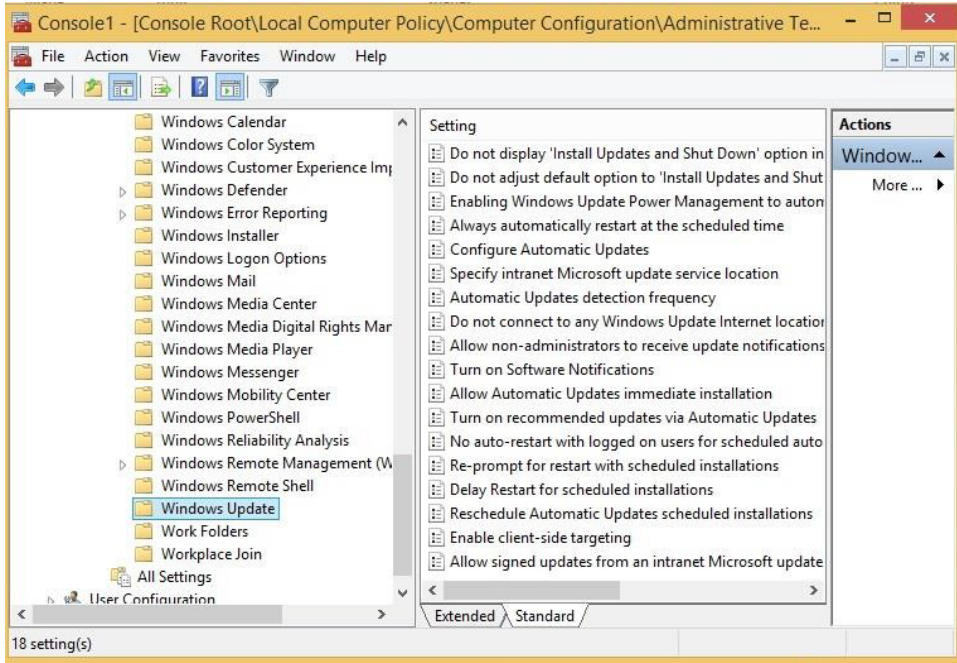 Console1 - [Console Root\Local Computer Policy\Computer Configuration\Administrative Te...
File Action View Favorites Window Help
Windows Calendar
Windows Color System
Windows Customer Experience Imp
Windows Defender
Windows Error Reporting
Windows Installer
Windows Logon Options
Windows Mail
Windows Media Center
Windows Media Digital Rights Mar
Windows Media Player
Windows Messenger
Windows Mobility Center
Windows PowerShell
Windows Reliability Analysis
Windows Remote Management (W
Windows Remote Shell
Windows Update
Work Folders
Workplace Join
All Settings
User Configuration
Setting
Do not display 'Install Updates and Shut Down' option in
Do not adjust default option to 'Install Updates and Shut
Enabling Windows Update Power Management to autom
Always automatically restart at the scheduled time
Configure Automatic Updates
Specify intranet Microsoft update service location
Automatic Updates detection frequency
Do not connect to any Windows Update Internet location
Allow non-administrators to receive update notifications
Turn on Software Notifications
Allow Automatic Updates immediate installation
Turn on recommended updates via Automatic Updates
No auto-restart with logged on users for scheduled auto
Re-prompt for restart with scheduled installations
Delay Restart for scheduled installations
Reschedule Automatic Updates scheduled installations
Enable client-side targeting
Allow signed updates from an intranet Microsoft update
Extended Standard
Actions
Window...
More ...
18 setting(s)